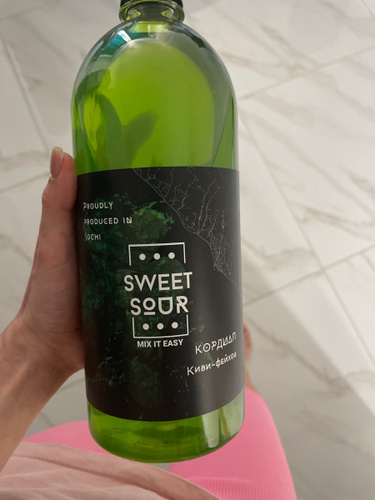 Proudly
produced in
Sochi
SWEET
SOUR
MIX IT EASY
КОРДИАЛ
Киви-фейхоа